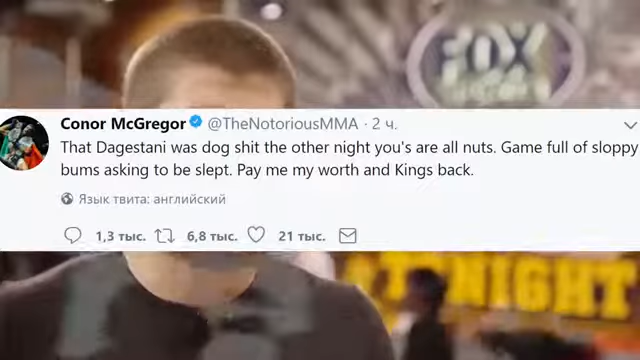 FOX
Conor McGregor @TheNotoriousMMA · 2 ч.
That Dagestani was dog shit the other night you's are all nuts. Game full of sloppy
bums asking to be slept. Pay me my worth and Kings back.
Язык твита: английский
1,3 тыс. 6,8 тыс. 21 тыс.